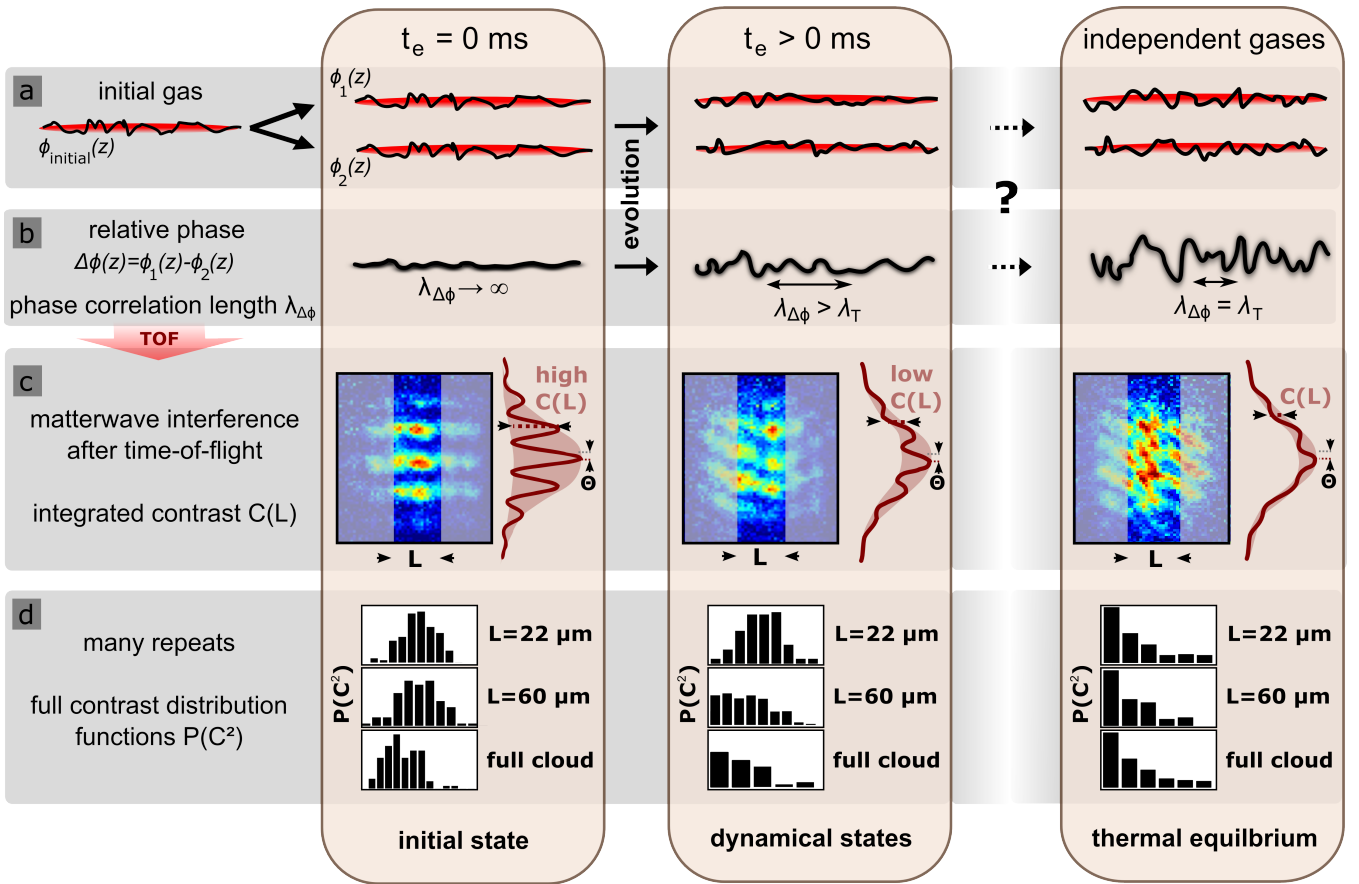 t_e = 0 ms
t_e > 0 ms
independent gases
a
initial gas
ϕ_initial(z)
ϕ_1(z)
ϕ_2(z)
evolution
?
b
relative phase
Δϕ(z)=ϕ_1(z)-ϕ_2(z)
phase correlation length λ_Δϕ
λ_Δϕ → ∞
λ_Δϕ > λ_T
λ_Δϕ = λ_T
TOF
c
matterwave interference
after time-of-flight
integrated contrast C(L)
high
C(L)
Θ
L
low
C(L)
Θ
L
C(L)
Θ
L
d
many repeats
full contrast distribution
functions P(C²)
P(C²)
L=22 µm
L=60 µm
full cloud
P(C²)
L=22 µm
L=60 µm
full cloud
P(C²)
L=22 µm
L=60 µm
full cloud
initial state
dynamical states
thermal equilbrium